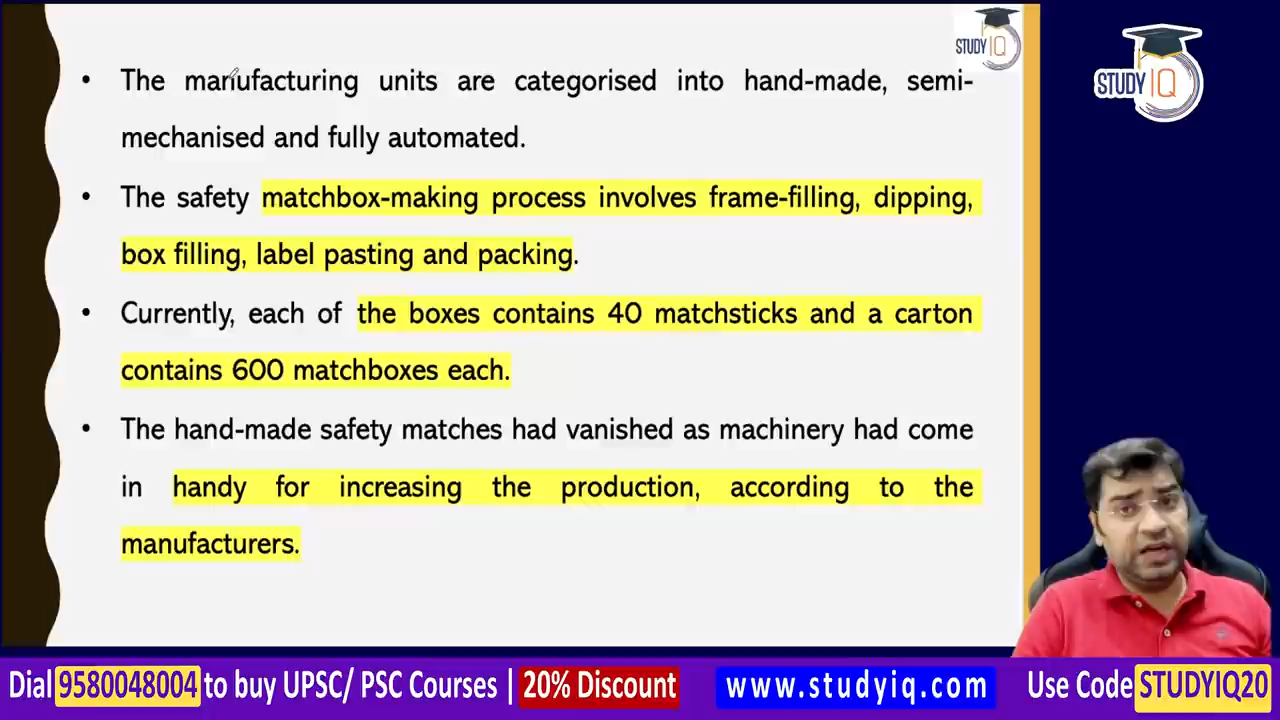 STUDY IQ
STUDY IQ
• The manufacturing units are categorised into hand-made, semi-
mechanised and fully automated.
• The safety matchbox-making process involves frame-filling, dipping,
box filling, label pasting and packing.
• Currently, each of the boxes contains 40 matchsticks and a carton
contains 600 matchboxes each.
• The hand-made safety matches had vanished as machinery had come
in handy for increasing the production, according to the
manufacturers.
Dial 9580048004 to buy UPSC/ PSC Courses | 20% Discount www.studyiq.com Use Code STUDYIQ20